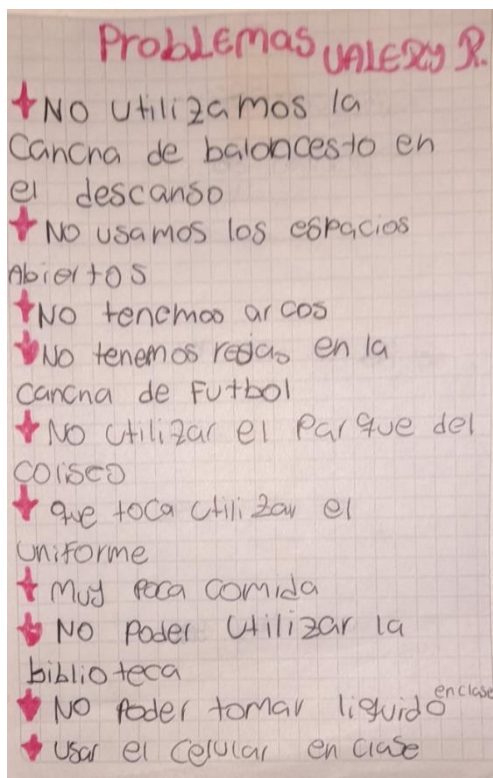 Problemas VALERY R.
+ No utilizamos la
Cancha de baloncesto en
el descanso
+ No usamos los espacios
Abiertos
+ No tenemos arcos
+ No tenemos rejas en la
Cancha de Futbol
+ No utilizar el Parque del
coliseo
+ que toca utilizar el
uniforme
+ Muy poca comida
+ No Poder Utilizar la
biblioteca
+ No Poder tomar liquido en clase
+ Usar el celular en clase